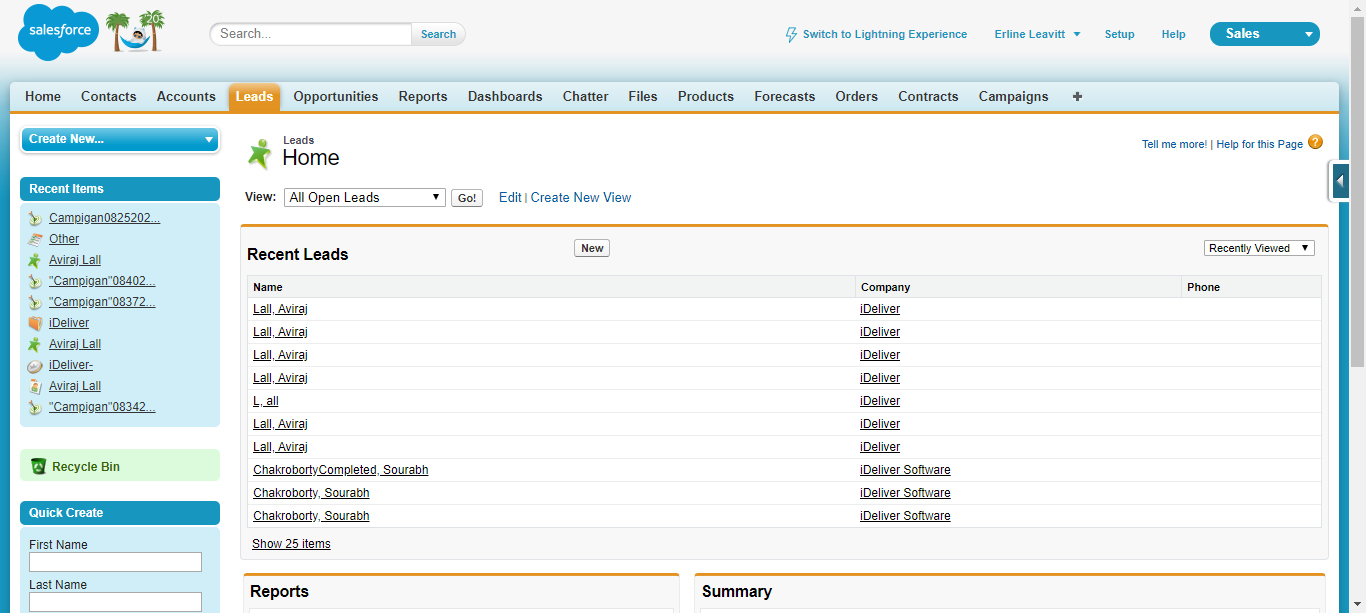 salesforce
20
Search...
Search
Switch to Lightning Experience
Erline Leavitt
Setup
Help
Sales
Home Contacts Accounts Leads Opportunities Reports Dashboards Chatter Files Products Forecasts Orders Contracts Campaigns +
Create New...
Leads
Home
Tell me more! | Help for this Page ?
View: All Open Leads Go! Edit | Create New View
Recent Items
Campigan0825202...
Other
Aviraj Lall
"Campigan"08402...
"Campigan"08372...
iDeliver
Aviraj Lall
iDeliver-
Aviraj Lall
"Campigan"08342...
Recycle Bin
Quick Create
First Name
Last Name
Recent Leads New Recently Viewed
Name Company Phone
Lall, Aviraj iDeliver
Lall, Aviraj iDeliver
Lall, Aviraj iDeliver
Lall, Aviraj iDeliver
L, all iDeliver
Lall, Aviraj iDeliver
Lall, Aviraj iDeliver
ChakrobortyCompleted, Sourabh iDeliver Software
Chakroborty, Sourabh iDeliver Software
Chakroborty, Sourabh iDeliver Software
Show 25 items
Reports
Summary